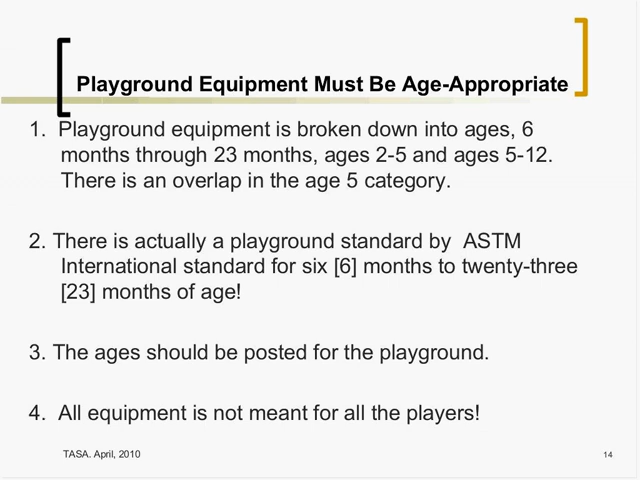 Playground Equipment Must Be Age-Appropriate
1. Playground equipment is broken down into ages, 6
months through 23 months, ages 2-5 and ages 5-12.
There is an overlap in the age 5 category.
2. There is actually a playground standard by ASTM
International standard for six [6] months to twenty-three
[23] months of age!
3. The ages should be posted for the playground.
4. All equipment is not meant for all the players!
TASA. April, 2010
14